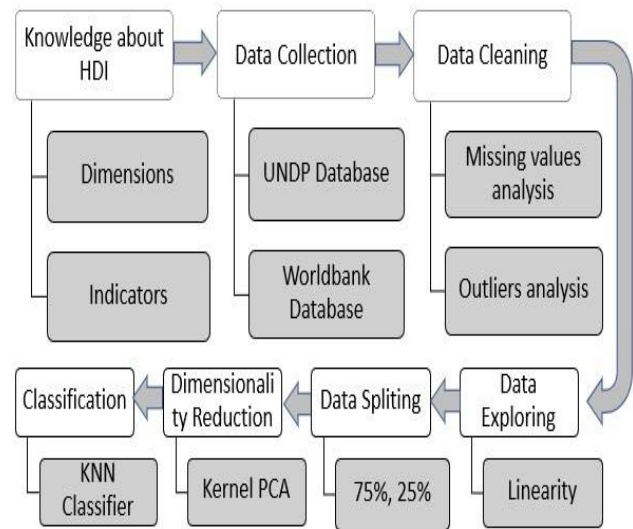 Knowledge about
HDI
Data Collection
Data Cleaning
Dimensions
UNDP Database
Missing values
analysis
Indicators
Worldbank
Database
Outliers analysis
Classification
Dimensionali
ty Reduction
Data Spliting
Data
Exploring
KNN
Classifier
Kernel PCA
75%, 25%
Linearity